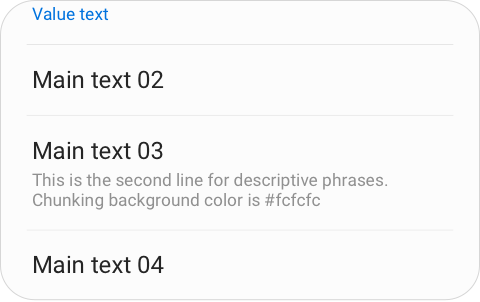 Value text
Main text 02
Main text 03
This is the second line for descriptive phrases.
Chunking background color is #fcfcfc
Main text 04